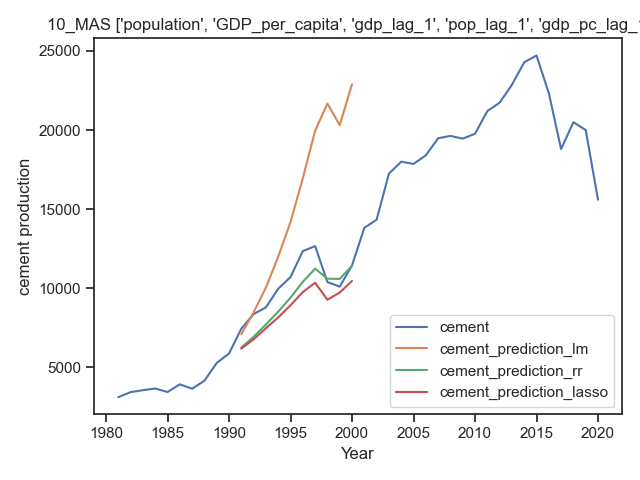 10_MAS ['population', 'GDP_per_capita', 'gdp_lag_1', 'pop_lag_1', 'gdp_pc_lag_
25000
20000
15000
10000
5000
cement production
cement
cement_prediction_lm
cement_prediction_rr
cement_prediction_lasso
1980 1985 1990 1995 2000 2005 2010 2015 2020
Year